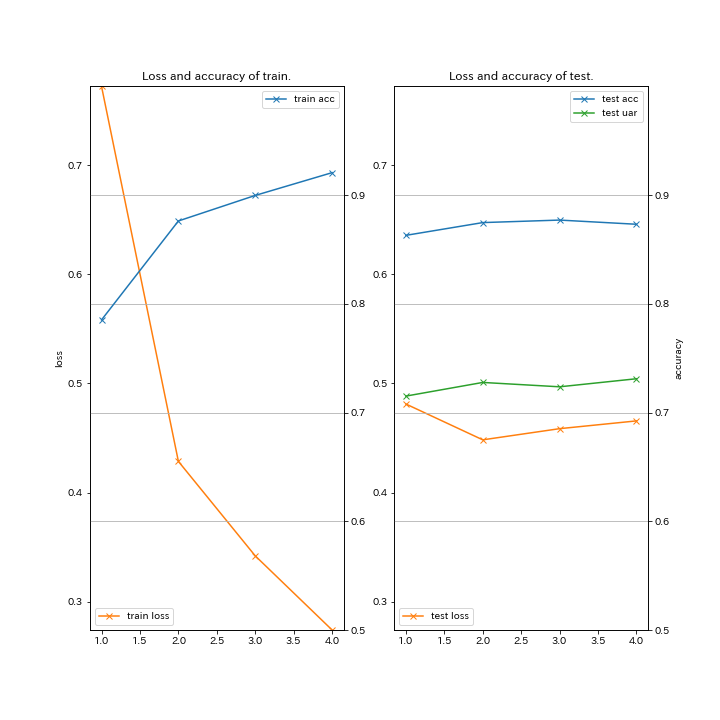 Loss and accuracy of train.
train acc
0.7
0.6
0.5
0.4
0.3
loss
0.9
0.8
0.7
0.6
0.5
train loss
1.0 1.5 2.0 2.5 3.0 3.5 4.0
Loss and accuracy of test.
test acc
test uar
0.7
0.6
0.5
0.4
0.3
0.9
0.8
0.7
0.6
0.5
accuracy
test loss
1.0 1.5 2.0 2.5 3.0 3.5 4.0